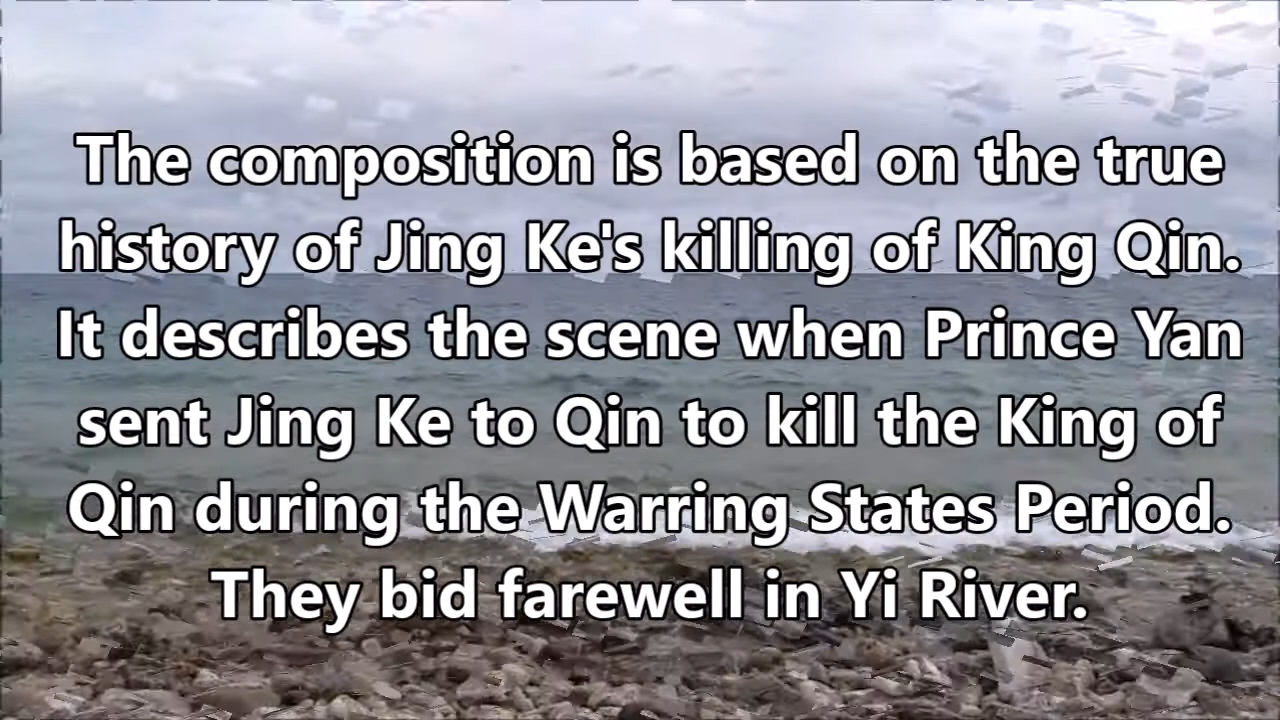 The composition is based on the true
history of Jing Ke's killing of King Qin.
It describes the scene when Prince Yan
sent Jing Ke to Qin to kill the King of
Qin during the Warring States Period.
They bid farewell in Yi River.